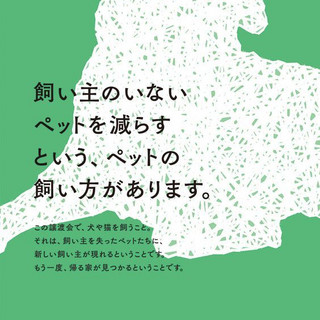 飼い主のいない
ペットを減らす
という、ペットの
飼い方があります。
この譲渡会で、犬や猫を飼うこと。
それは、飼い主を失ったペットたちに、
新しい飼い主が現れるということです。
もう一度、帰る家が見つかるということです。